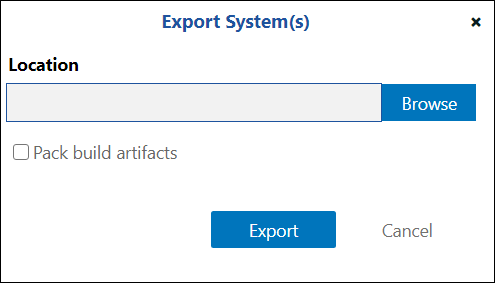 Export System(s)
Location
Browse
Pack build artifacts
Export Cancel